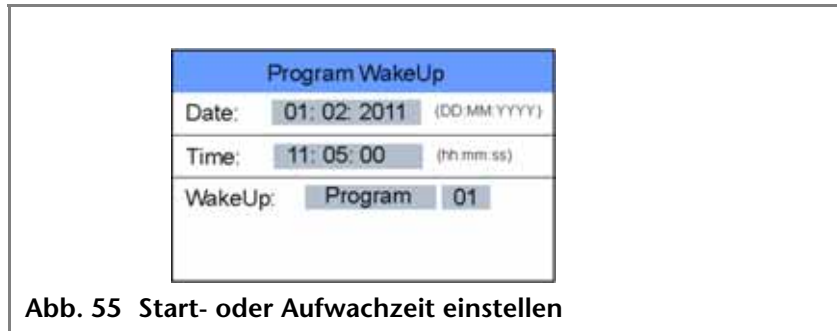 Program WakeUp
Date: 01: 02: 2011 (DD:MM:YYYY)
Time: 11: 05: 00 (hh:mm:ss)
WakeUp: Program 01
Abb. 55 Start- oder Aufwachzeit einstellen